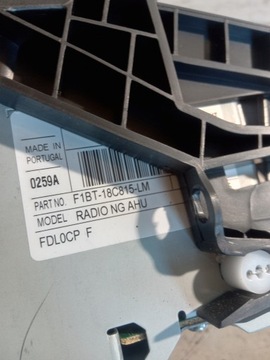 MADE IN
PORTUGAL
0259A
PART NO. F1BT-18C815-LM
MODEL RADIO NG AHU
FDL0CP F